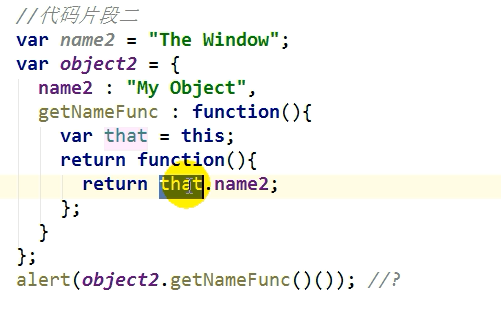 //代码片段二
var name2 = "The Window";
var object2 = {
  name2 : "My Object",
  getNameFunc : function(){
    var that = this;
    return function(){
      return that.name2;
    };
  }
};
alert(object2.getNameFunc()()); //?